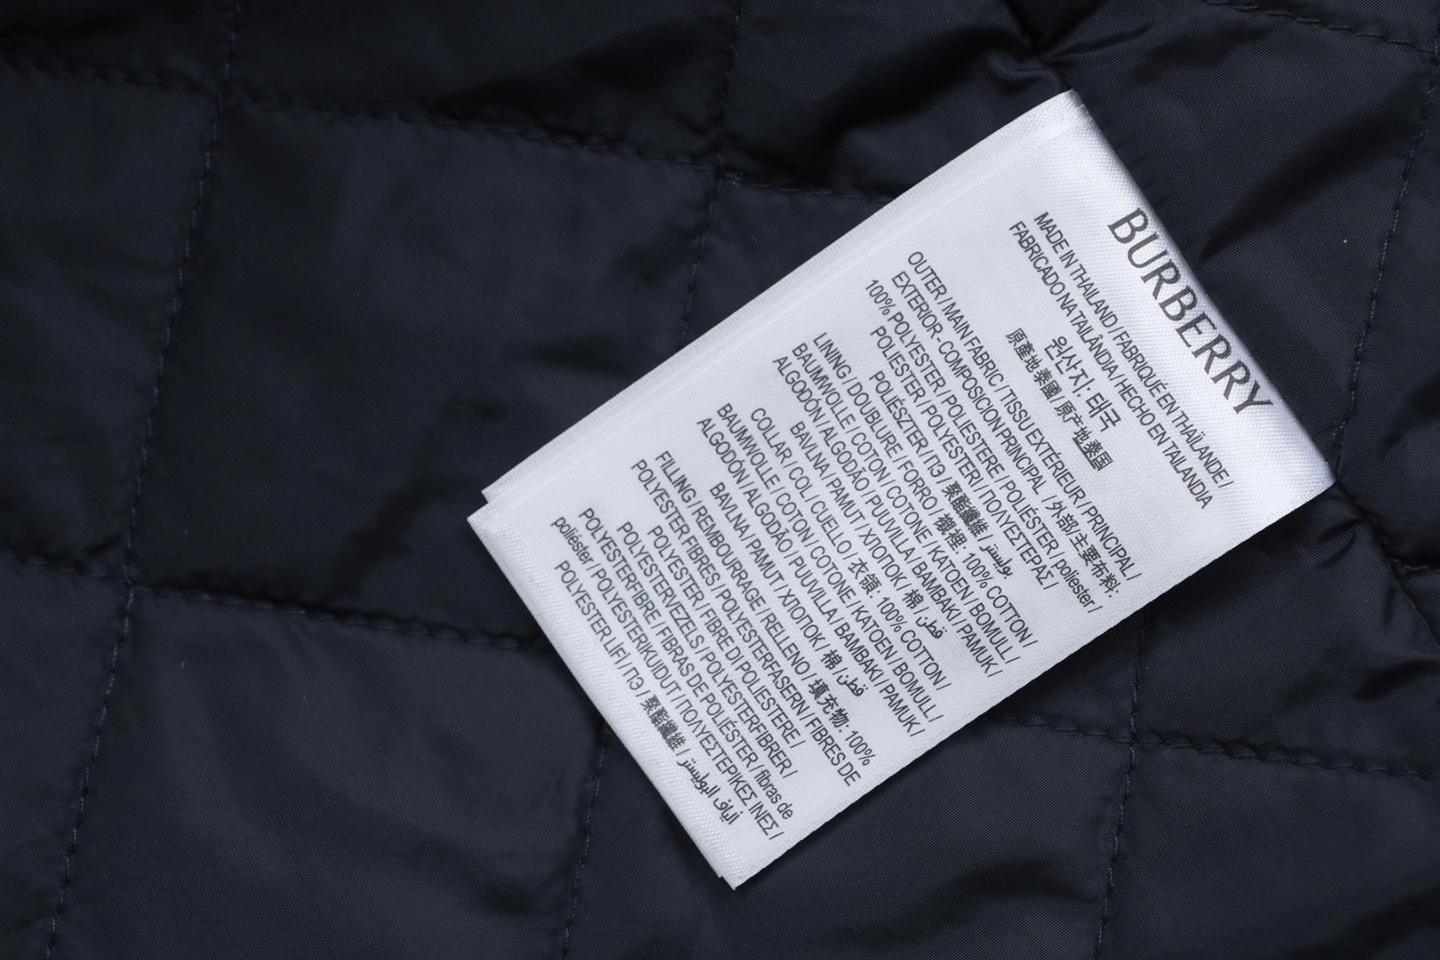 BURBERRY
MADE IN THAILAND / FABRIQUÉ EN THAÏLANDE /
FABRICADO NA TAILÂNDIA / HECHO EN TAILANDIA
원산지: 태국
原產地 泰國 / 原产地 泰国
OUTER / MAIN FABRIC / TISSU EXTÉRIEUR / PRINCIPAL /
EXTERIOR- COMPOSICION PRINCIPAL / 外部/主要布料:
100% POLYESTER / POLIESTERE / POLIÉSTER / poliester /
POLIESTER / POLYESTER / ΠΟΛΥΕΣΤΕΡΑΣ /
POLIÉSZTER / ПЭ / 聚酯纖維 / بوليستر
LINING / DOUBLURE / FORRO / 襯裡: 100% COTTON /
BAUMWOLLE / COTON / COTONE / KATOEN / BOMULL /
ALGODÓN / ALGODÃO / PUUVILLA / BAMBAKI / PAMUK /
BAVLNA / PAMUT / ХЛОПОК / 棉 / قطن
COLLAR / COL / CUELLO / 衣領: 100% COTTON /
BAUMWOLLE / COTON / COTONE / KATOEN / BOMULL /
ALGODÓN / ALGODÃO / PUUVILLA / BAMBAKI / PAMUK /
BAVLNA / PAMUT / ХЛОПОК / 棉 / قطن
FILLING / REMBOURRAGE / RELLENO / 填充物: 100%
POLYESTER FIBRES / POLYESTERFASERN / FIBRES DE
POLYESTER / FIBRE DI POLIESTERE /
POLYESTERVEZELS / POLYESTERFIBRER /
POLYESTERFIBRE / FIBRAS DE POLIÉSTER / fibras de
poliéster / POLYESTERIKUIDUT / ΠΟΛΥΕΣΤΕΡΙΚΕΣ ΙΝΕΣ /
POLYESTER LIFI / ПЭ / 聚酯纖維 / ألياف البوليستر